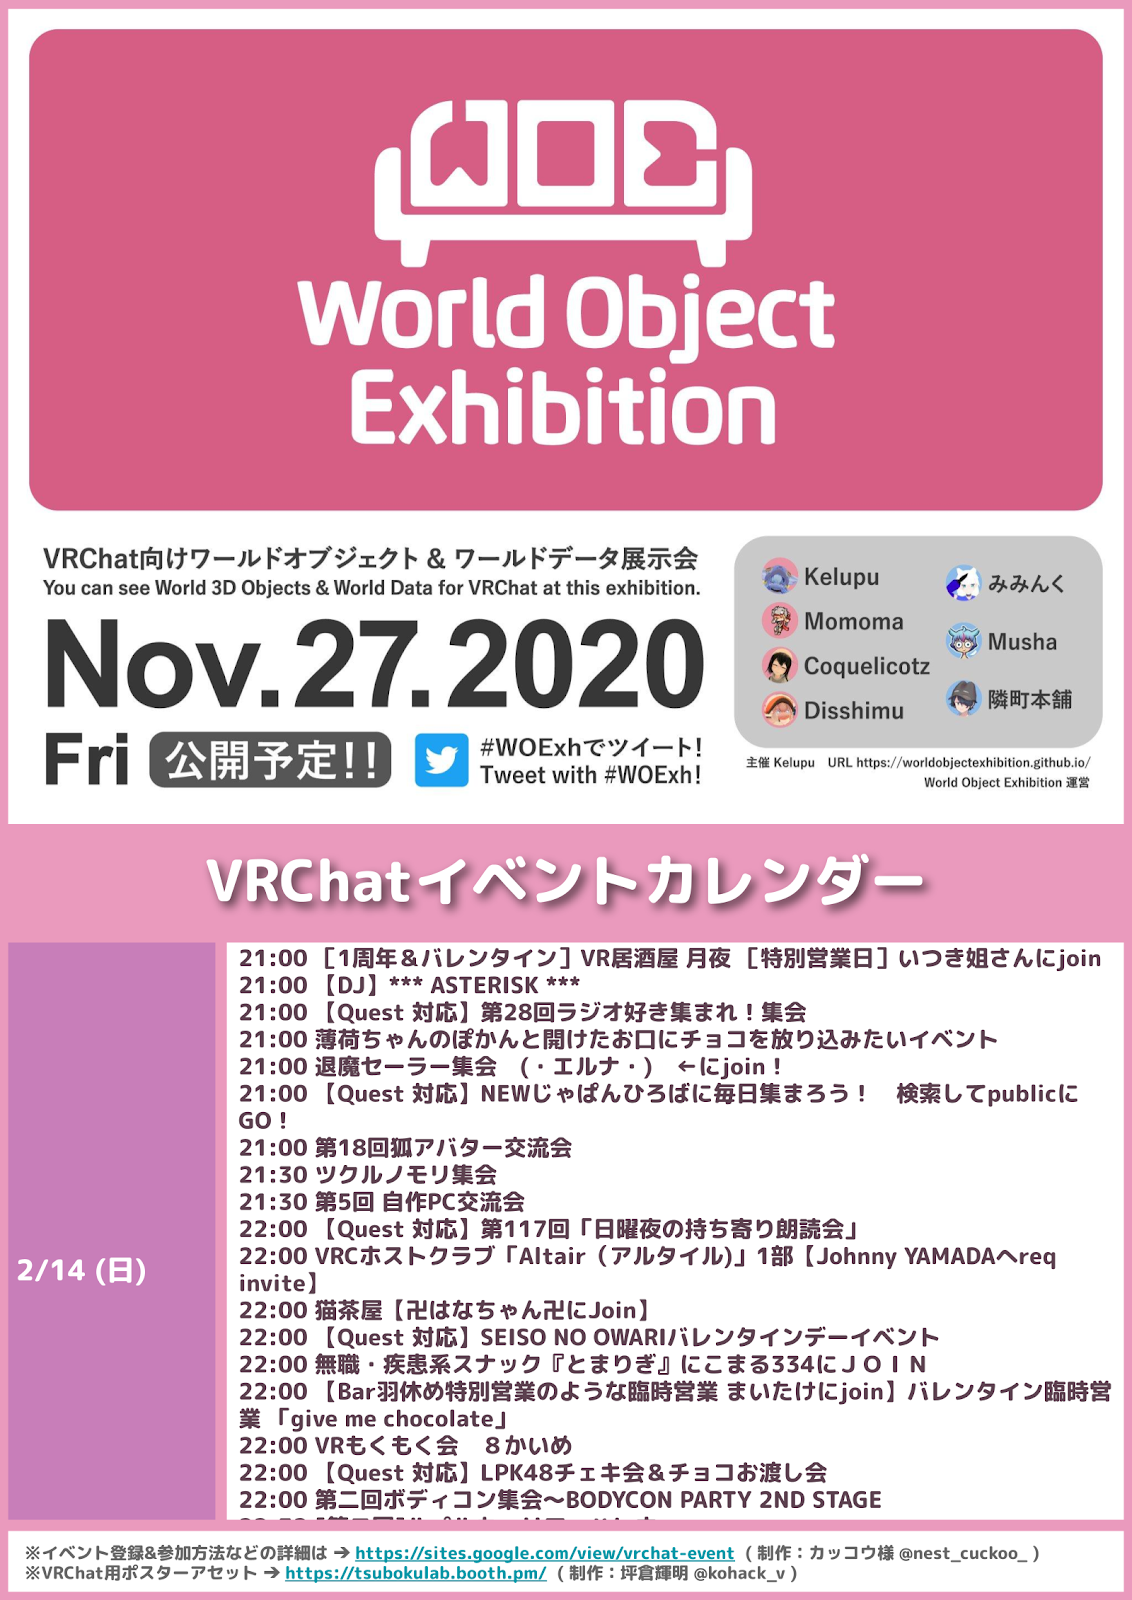 WOE
World Object
Exhibition
VRChat向けワールドオブジェクト & ワールドデータ展示会
You can see World 3D Objects & World Data for VRChat at this exhibition.
Nov.27.2020
Fri 公開予定!!
#WOExhでツイート!
Tweet with #WOExh!
Kelupu
Momoma
Coquelicotz
Disshimu
みみんく
Musha
隣町本舗
主催 Kelupu URL https://worldobjectexhibition.github.io/
World Object Exhibition 運営
VRChatイベントカレンダー
2/14 (日)
21:00 ［1周年＆バレンタイン］VR居酒屋 月夜 ［特別営業日］いつき姐さんにjoin
21:00 【DJ】*** ASTERISK ***
21:00 【Quest 対応】第28回ラジオ好き集まれ！集会
21:00 薄荷ちゃんのぽかんと開けたお口にチョコを放り込みたいイベント
21:00 退魔セーラー集会　(・エルナ・)　←にjoin！
21:00 【Quest 対応】NEWじゃぱんひろばに毎日集まろう！　検索してpublicに
GO！
21:00 第18回狐アバター交流会
21:30 ツクルノモリ集会
21:30 第5回 自作PC交流会
22:00 【Quest 対応】第117回「日曜夜の持ち寄り朗読会」
22:00 VRCホストクラブ「Altair（アルタイル)」1部【Johnny YAMADAへreq
invite】
22:00 猫茶屋【卍はなちゃん卍にJoin】
22:00 【Quest 対応】SEISO NO OWARIバレンタインデーイベント
22:00 無職・疾患系スナック『とまりぎ』にこまる334にＪＯＩＮ
22:00 【Bar羽休め特別営業のような臨時営業 まいたけにjoin】バレンタイン臨時営
業 「give me chocolate」
22:00 VRもくもく会　８かいめ
22:00 【Quest 対応】LPK48チェキ会＆チョコお渡し会
22:00 第二回ボディコン集会～BODYCON PARTY 2ND STAGE
※イベント登録&参加方法などの詳細は ➔ https://sites.google.com/view/vrchat-event （ 制作：カッコウ様 @nest_cuckoo_ ）
※VRChat用ポスターアセット ➔ https://tsubokulab.booth.pm/ （ 制作：坪倉輝明 @kohack_v ）